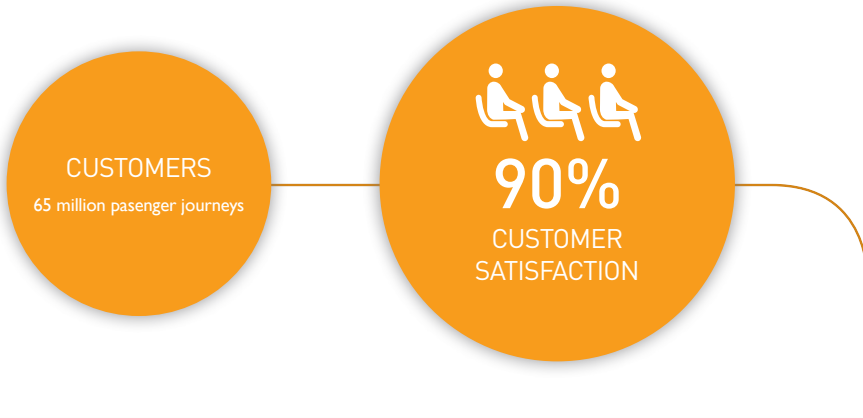 CUSTOMERS
65 million pasenger journeys
90%
CUSTOMER
SATISFACTION